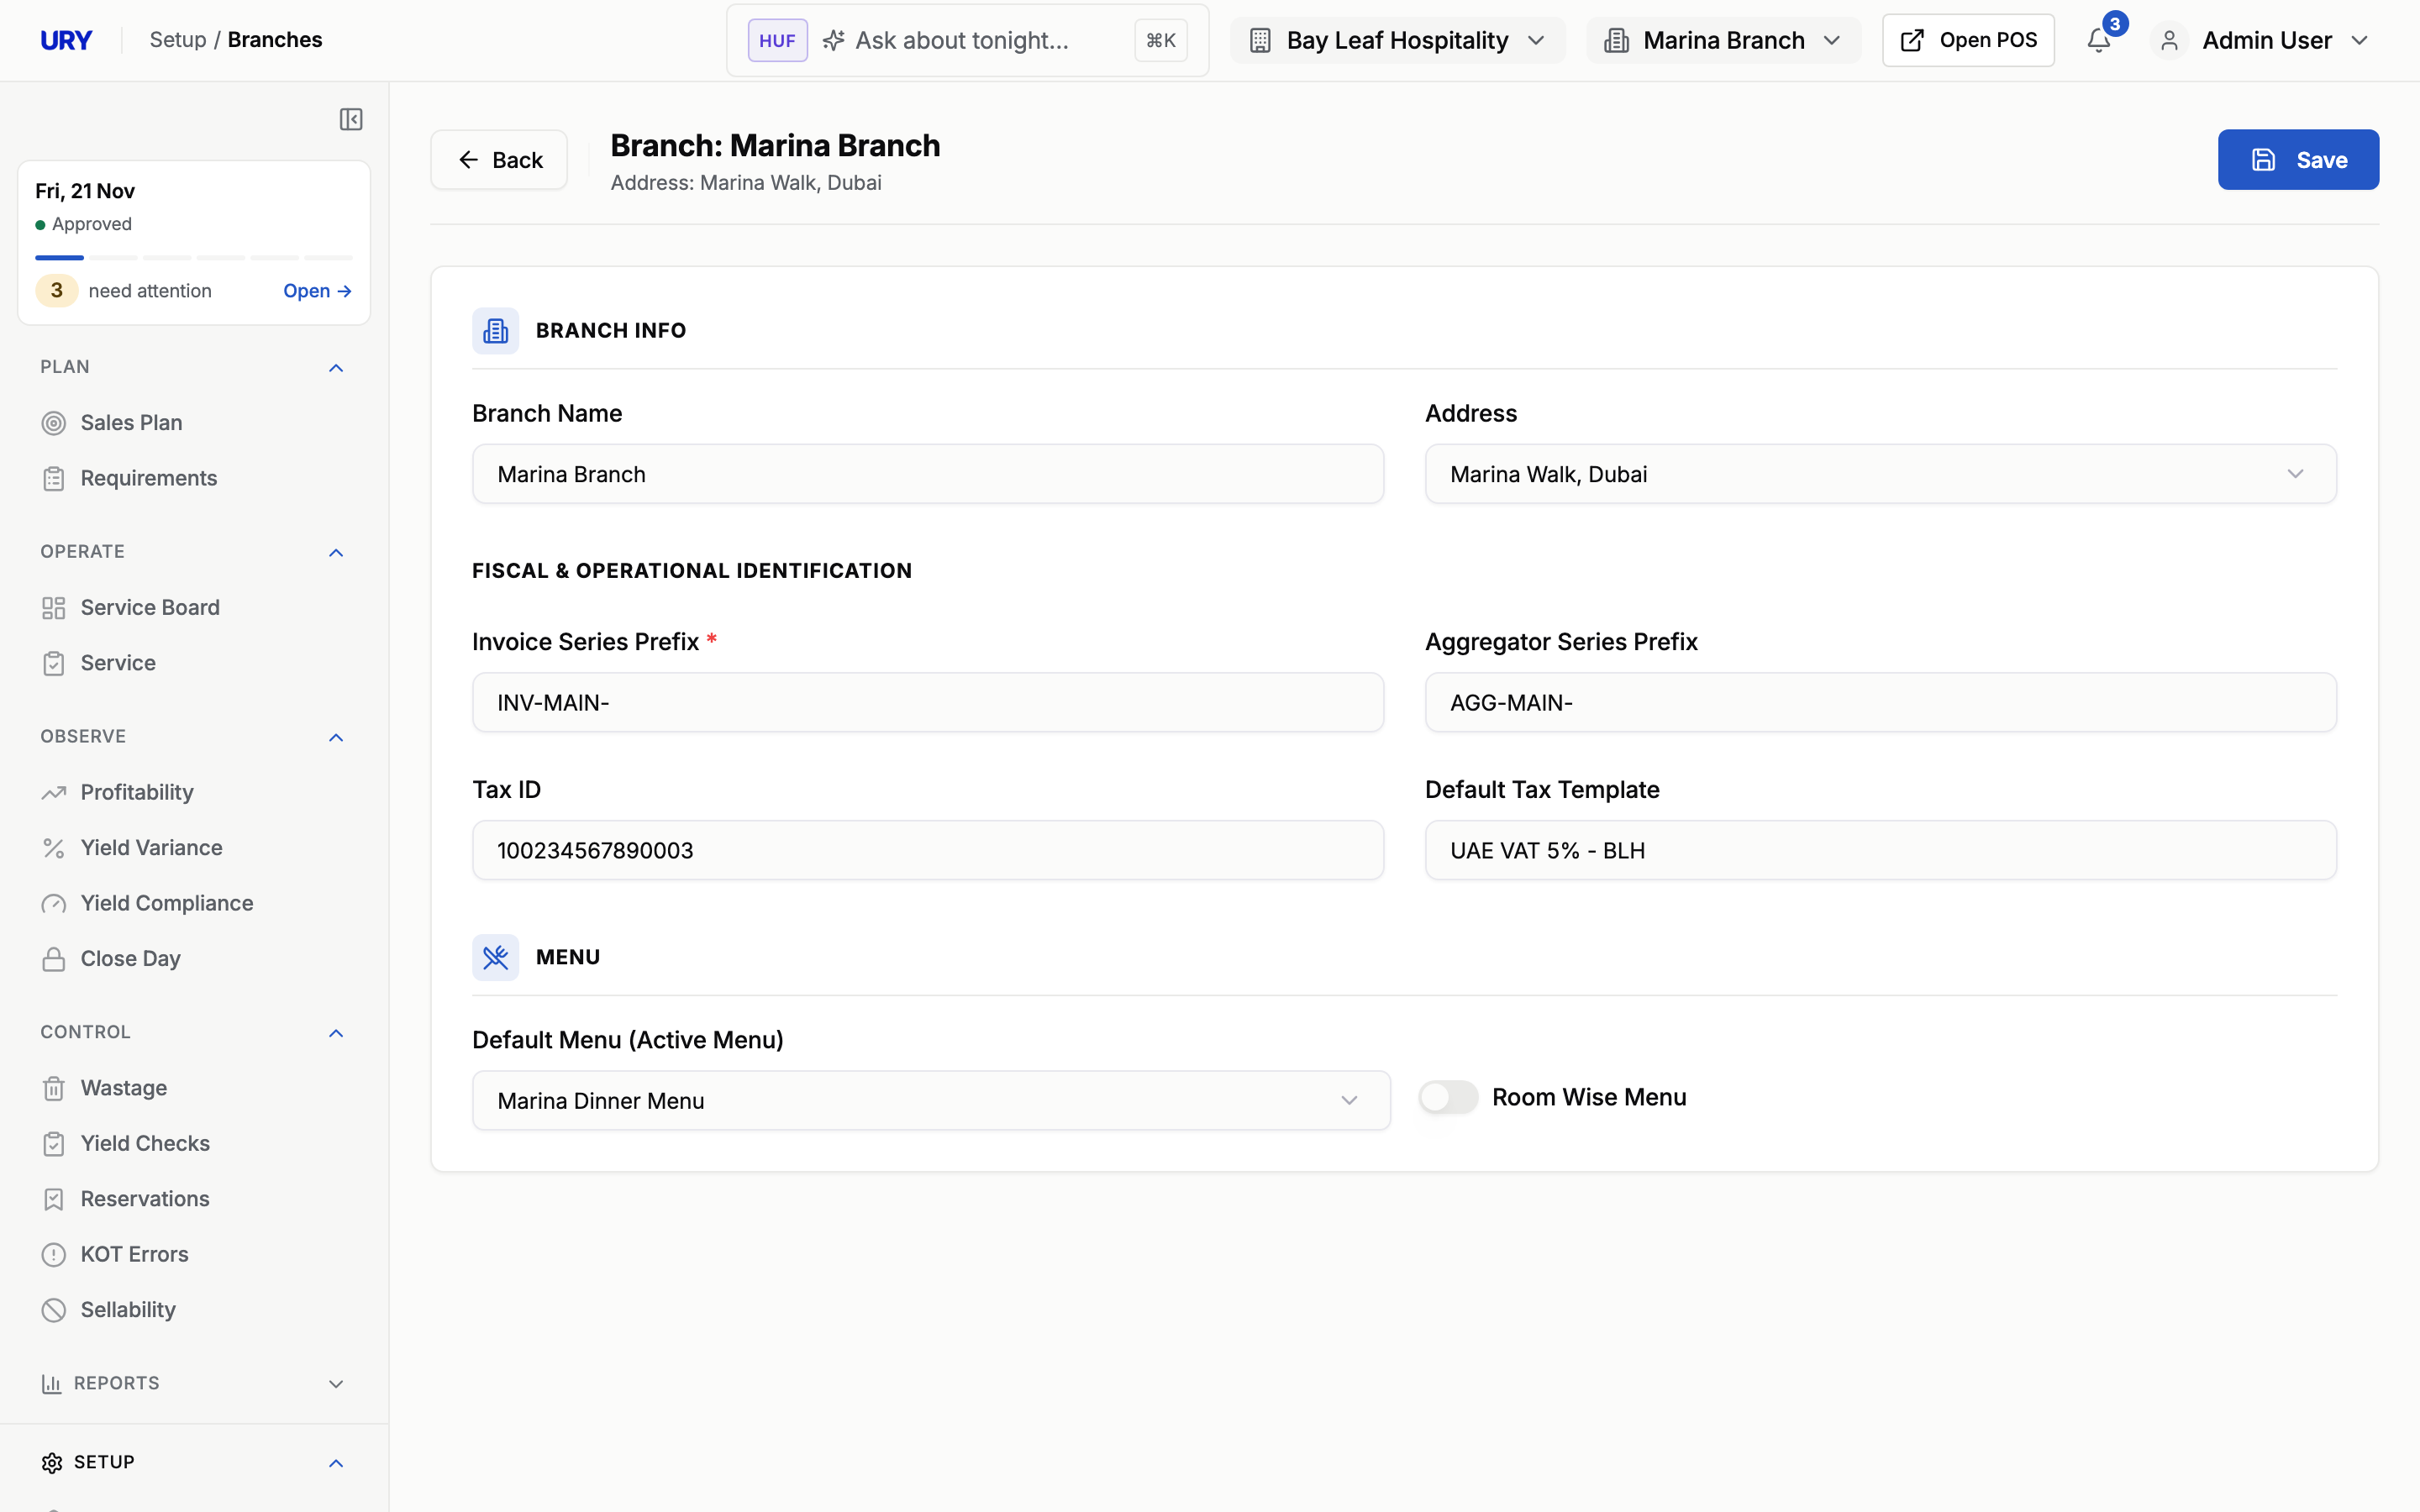 URY
Setup / Branches
HUF
Ask about tonight...
⌘K
Bay Leaf Hospitality
Marina Branch
Open POS
3
Admin User
Fri, 21 Nov
Approved
3 need attention
Open →
PLAN
Sales Plan
Requirements
OPERATE
Service Board
Service
OBSERVE
Profitability
Yield Variance
Yield Compliance
Close Day
CONTROL
Wastage
Yield Checks
Reservations
KOT Errors
Sellability
REPORTS
SETUP
← Back
Branch: Marina Branch
Address: Marina Walk, Dubai
Save
BRANCH INFO
Branch Name
Marina Branch
Address
Marina Walk, Dubai
FISCAL & OPERATIONAL IDENTIFICATION
Invoice Series Prefix *
INV-MAIN-
Aggregator Series Prefix
AGG-MAIN-
Tax ID
100234567890003
Default Tax Template
UAE VAT 5% - BLH
MENU
Default Menu (Active Menu)
Marina Dinner Menu
Room Wise Menu